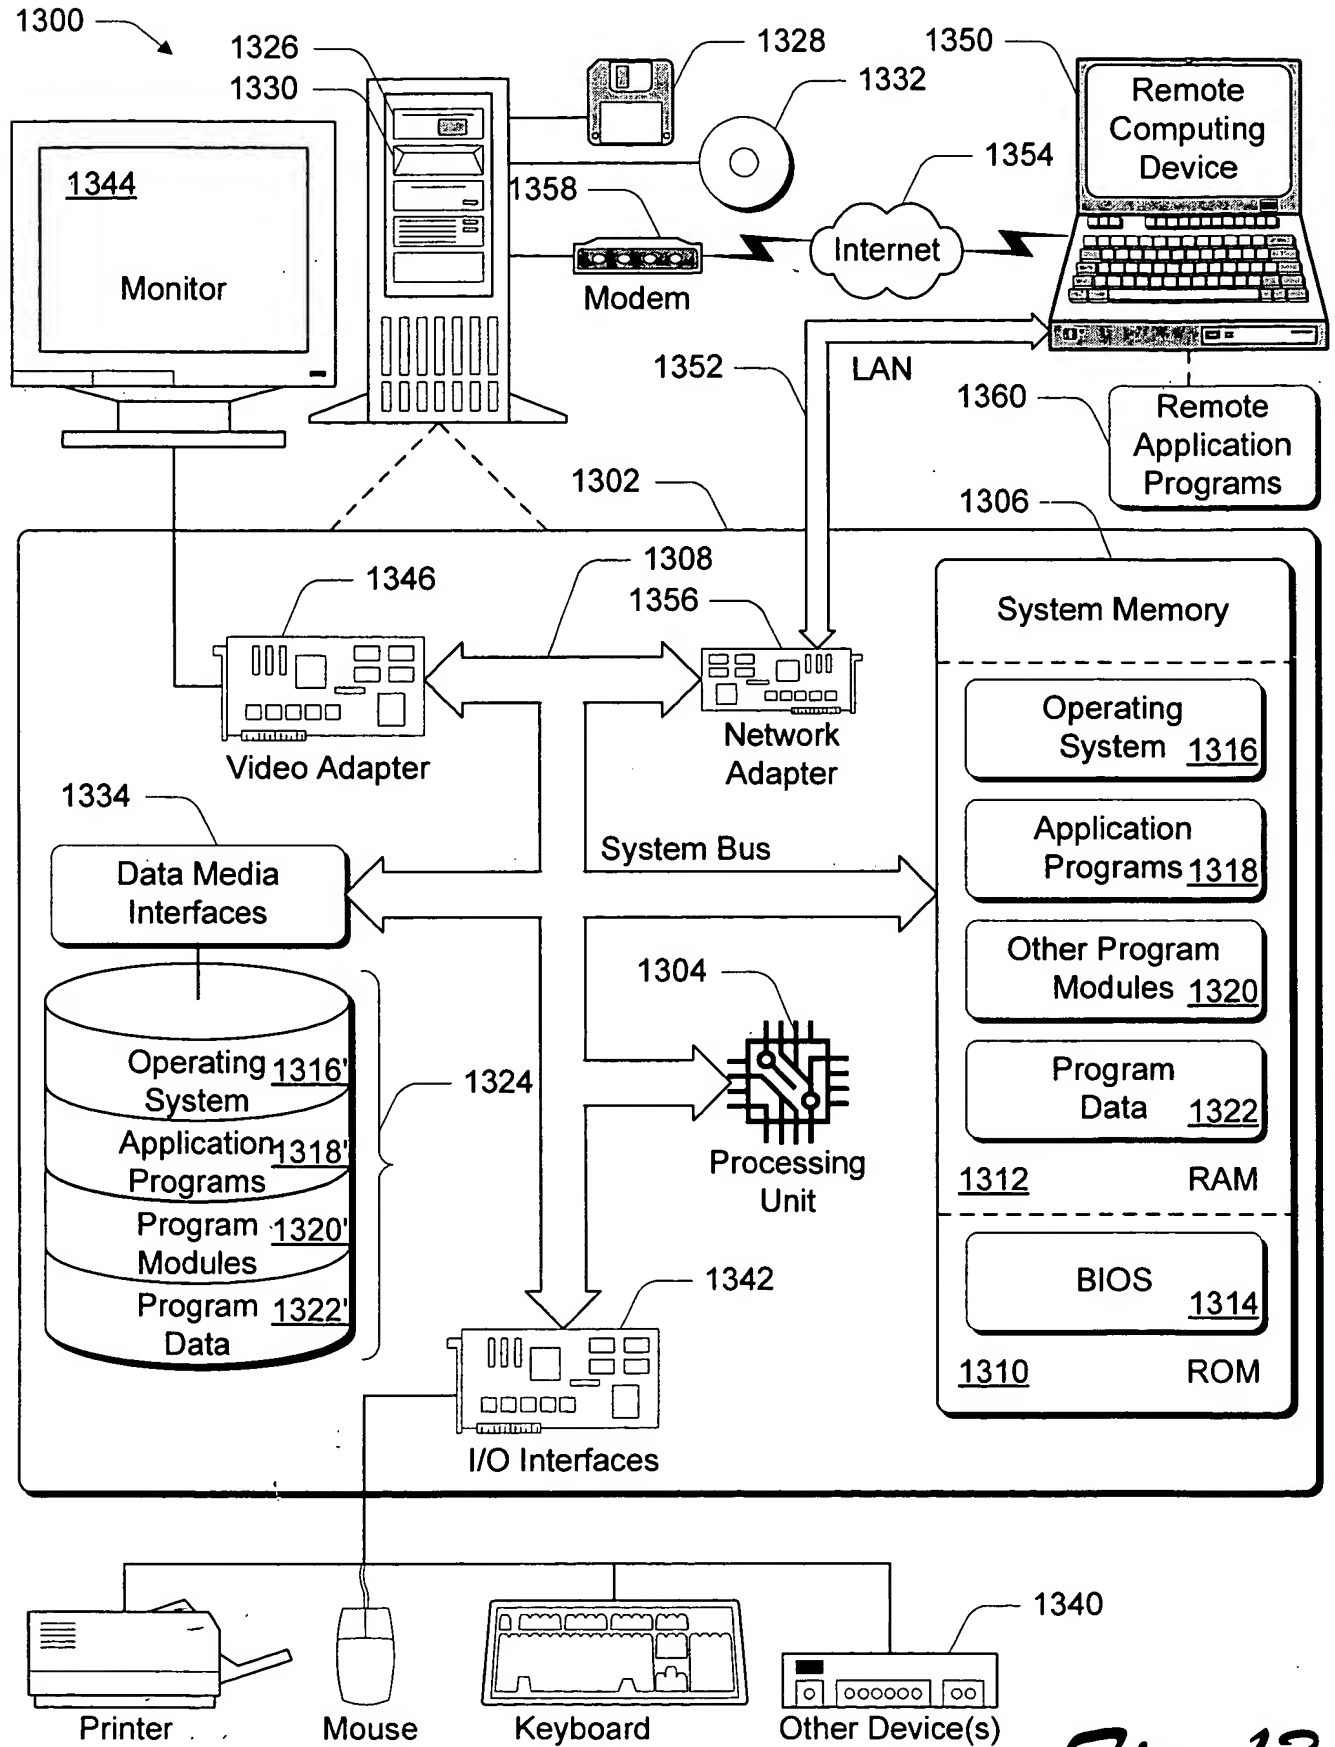 1300
1326
1330
1328
1332
1350
Remote
Computing
Device
1344
1358
1354
Monitor
Internet
Modem
1352
LAN
1360
Remote
Application
Programs
1302
1306
1308
1346
1356
System Memory
Operating
System 1316
Network
Adapter
Video Adapter
1334
Application
Programs 1318
System Bus
Data Media
Interfaces
Other Program
Modules 1320
1304
Operating 1316'
System
1324
Program
Data 1322
Application 1318'
Programs
Processing
Unit
1312 RAM
Program 1320'
Modules
1342
BIOS
1314
Program 1322'
Data
1310 ROM
I/O Interfaces
1340
Printer
Mouse
Keyboard
Other Device(s)